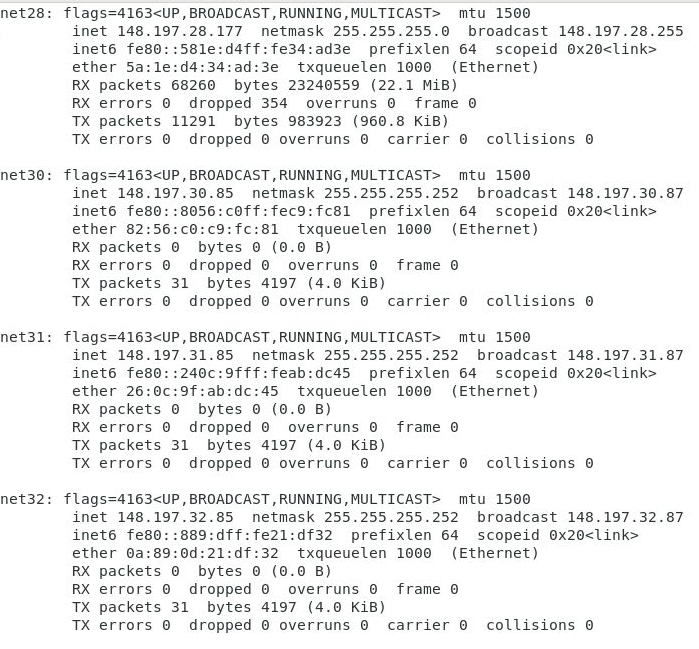 net28: flags=4163<UP,BROADCAST,RUNNING,MULTICAST>  mtu 1500
        inet 148.197.28.177  netmask 255.255.255.0  broadcast 148.197.28.255
        inet6 fe80::581e:d4ff:fe34:ad3e  prefixlen 64  scopeid 0x20<link>
        ether 5a:1e:d4:34:ad:3e  txqueuelen 1000  (Ethernet)
        RX packets 68260  bytes 23240559 (22.1 MiB)
        RX errors 0  dropped 354  overruns 0  frame 0
        TX packets 11291  bytes 983923 (960.8 KiB)
        TX errors 0  dropped 0 overruns 0  carrier 0  collisions 0

net30: flags=4163<UP,BROADCAST,RUNNING,MULTICAST>  mtu 1500
        inet 148.197.30.85  netmask 255.255.255.252  broadcast 148.197.30.87
        inet6 fe80::8056:c0ff:fec9:fc81  prefixlen 64  scopeid 0x20<link>
        ether 82:56:c0:c9:fc:81  txqueuelen 1000  (Ethernet)
        RX packets 0  bytes 0 (0.0 B)
        RX errors 0  dropped 0  overruns 0  frame 0
        TX packets 31  bytes 4197 (4.0 KiB)
        TX errors 0  dropped 0 overruns 0  carrier 0  collisions 0

net31: flags=4163<UP,BROADCAST,RUNNING,MULTICAST>  mtu 1500
        inet 148.197.31.85  netmask 255.255.255.252  broadcast 148.197.31.87
        inet6 fe80::240c:9fff:feab:dc45  prefixlen 64  scopeid 0x20<link>
        ether 26:0c:9f:ab:dc:45  txqueuelen 1000  (Ethernet)
        RX packets 0  bytes 0 (0.0 B)
        RX errors 0  dropped 0  overruns 0  frame 0
        TX packets 31  bytes 4197 (4.0 KiB)
        TX errors 0  dropped 0 overruns 0  carrier 0  collisions 0

net32: flags=4163<UP,BROADCAST,RUNNING,MULTICAST>  mtu 1500
        inet 148.197.32.85  netmask 255.255.255.252  broadcast 148.197.32.87
        inet6 fe80::889:dff:fe21:df32  prefixlen 64  scopeid 0x20<link>
        ether 0a:89:0d:21:df:32  txqueuelen 1000  (Ethernet)
        RX packets 0  bytes 0 (0.0 B)
        RX errors 0  dropped 0  overruns 0  frame 0
        TX packets 31  bytes 4197 (4.0 KiB)
        TX errors 0  dropped 0 overruns 0  carrier 0  collisions 0